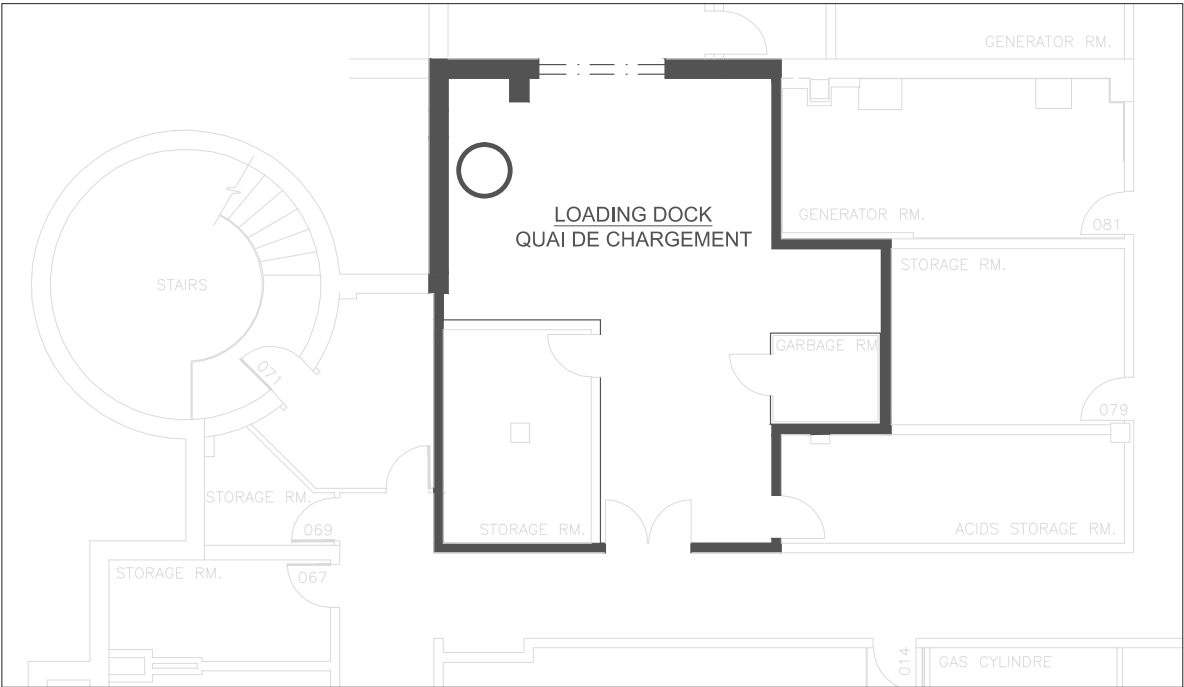 GENERATOR RM.
LOADING DOCK
QUAI DE CHARGEMENT
GENERATOR RM.
081
STORAGE RM.
STAIRS
GARBAGE RM
071
079
STORAGE RM.
069
STORAGE RM.
ACIDS STORAGE RM.
STORAGE RM.
067
014
GAS CYLINDRE